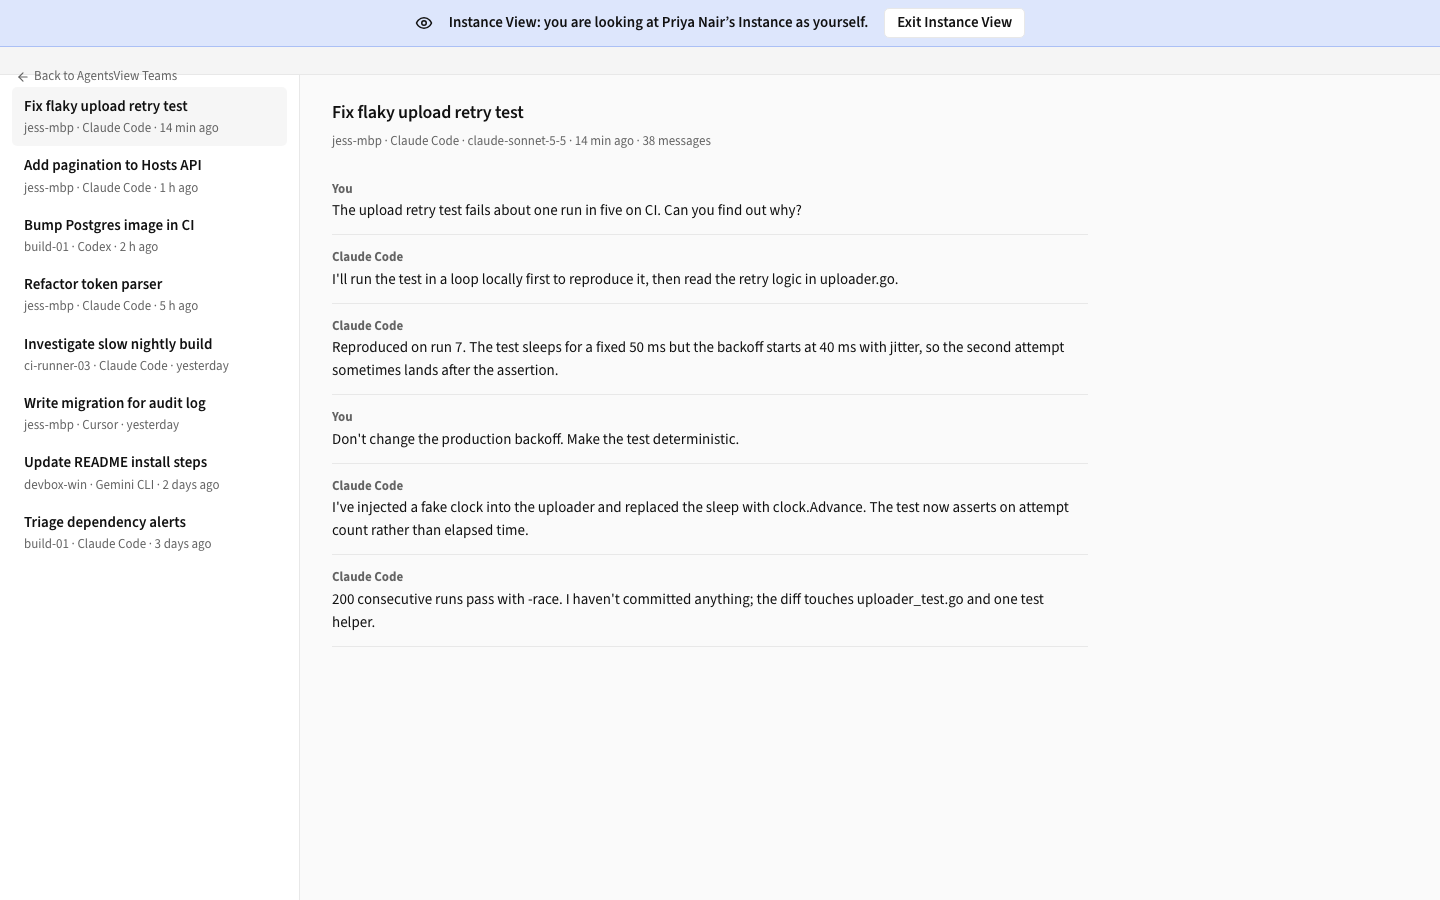 Instance View: you are looking at Priya Nair’s Instance as yourself.
Exit Instance View
Back to AgentsView Teams
Fix flaky upload retry test
jess-mbp · Claude Code · 14 min ago
Add pagination to Hosts API
jess-mbp · Claude Code · 1 h ago
Bump Postgres image in CI
build-01 · Codex · 2 h ago
Refactor token parser
jess-mbp · Claude Code · 5 h ago
Investigate slow nightly build
ci-runner-03 · Claude Code · yesterday
Write migration for audit log
jess-mbp · Cursor · yesterday
Update README install steps
devbox-win · Gemini CLI · 2 days ago
Triage dependency alerts
build-01 · Claude Code · 3 days ago
Fix flaky upload retry test
jess-mbp · Claude Code · claude-sonnet-5-5 · 14 min ago · 38 messages
You
The upload retry test fails about one run in five on CI. Can you find out why?
Claude Code
I'll run the test in a loop locally first to reproduce it, then read the retry logic in uploader.go.
Claude Code
Reproduced on run 7. The test sleeps for a fixed 50 ms but the backoff starts at 40 ms with jitter, so the second attempt
sometimes lands after the assertion.
You
Don't change the production backoff. Make the test deterministic.
Claude Code
I've injected a fake clock into the uploader and replaced the sleep with clock.Advance. The test now asserts on attempt
count rather than elapsed time.
Claude Code
200 consecutive runs pass with -race. I haven't committed anything; the diff touches uploader_test.go and one test
helper.